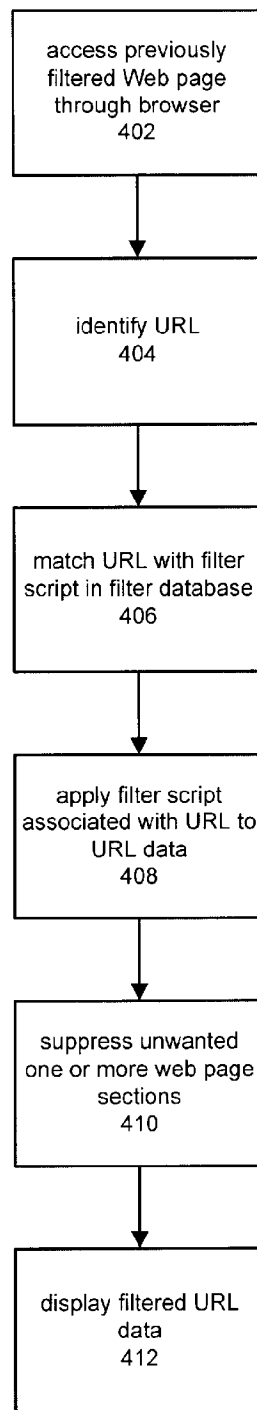 access previously
filtered Web page
through browser
402
identify URL
404
match URL with filter
script in filter database
406
apply filter script
associated with URL to
URL data
408
suppress unwanted
one or more web page
sections
410
display filtered URL
data
412